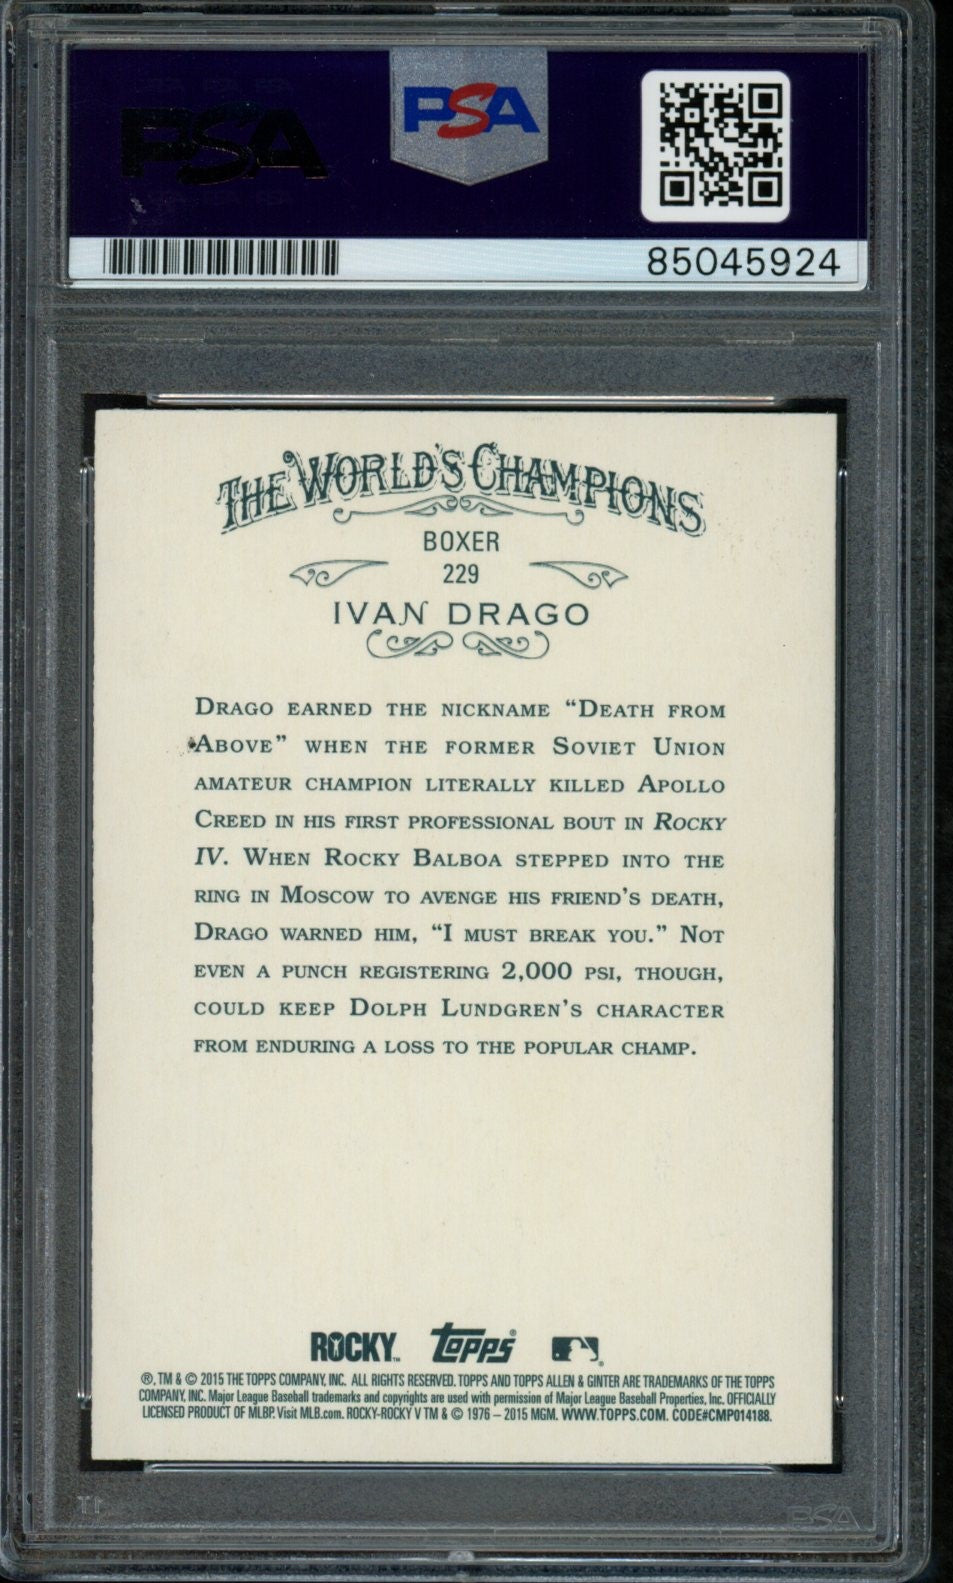 PSA
PSA
85045924
THE WORLD'S CHAMPIONS
BOXER
229
IVAN DRAGO
DRAGO EARNED THE NICKNAME “DEATH FROM
ABOVE” WHEN THE FORMER SOVIET UNION
AMATEUR CHAMPION LITERALLY KILLED APOLLO
CREED IN HIS FIRST PROFESSIONAL BOUT IN ROCKY
IV. WHEN ROCKY BALBOA STEPPED INTO THE
RING IN MOSCOW TO AVENGE HIS FRIEND'S DEATH,
DRAGO WARNED HIM, “I MUST BREAK YOU.” NOT
EVEN A PUNCH REGISTERING 2,000 PSI, THOUGH,
COULD KEEP DOLPH LUNDGREN'S CHARACTER
FROM ENDURING A LOSS TO THE POPULAR CHAMP.
ROCKY™ Topps®
®, TM & © 2015 THE TOPPS COMPANY, INC. ALL RIGHTS RESERVED. TOPPS AND TOPPS ALLEN & GINTER ARE TRADEMARKS OF THE TOPPS
COMPANY, INC. Major League Baseball trademarks and copyrights are used with permission of Major League Baseball Properties, Inc. OFFICIALLY
LICENSED PRODUCT OF MLBP. Visit MLB.com. ROCKY-ROCKY V TM & © 1976 – 2015 MGM. WWW.TOPPS.COM. CODE#CMP014188.
PSA